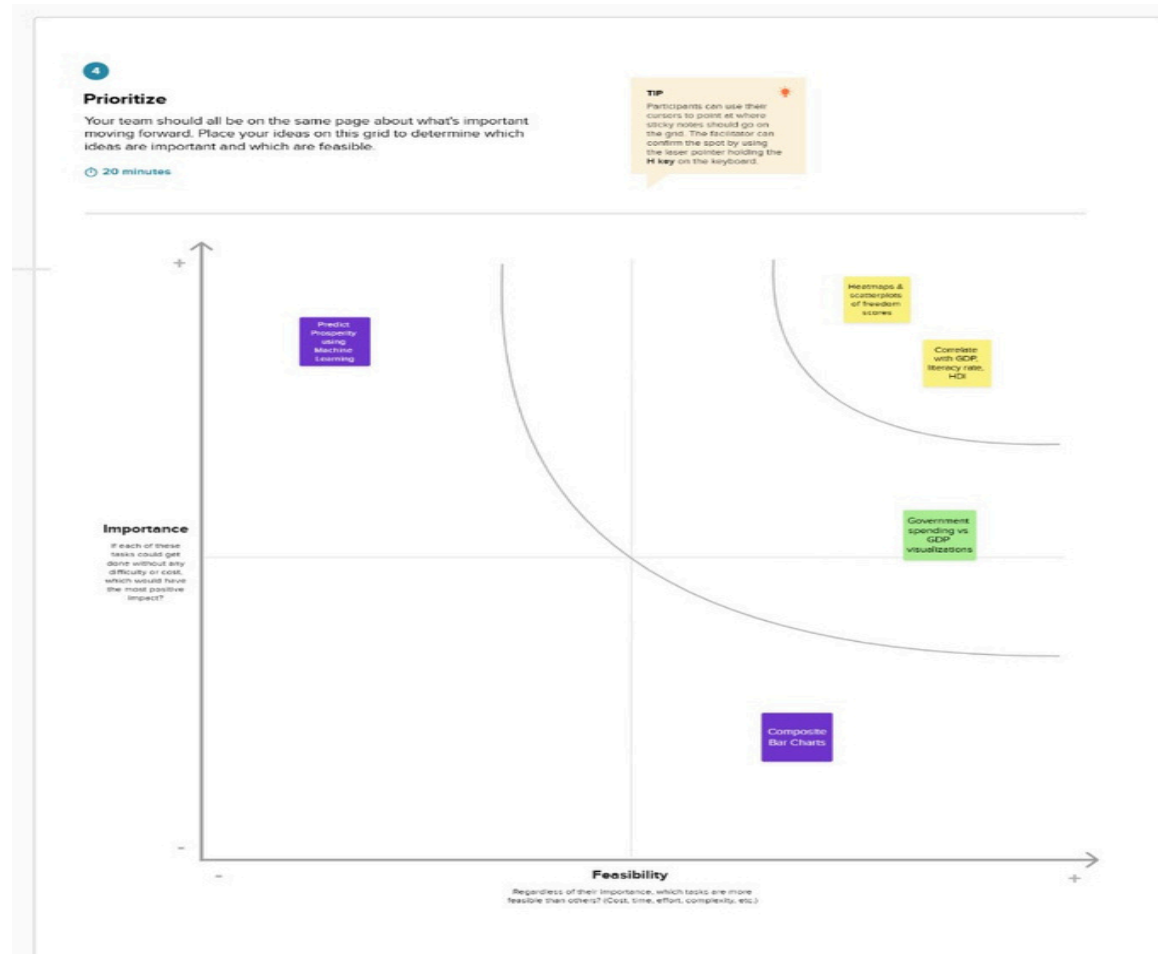 4
Prioritize
Your team should all be on the same page about what's important
moving forward. Place your ideas on this grid to determine which
ideas are important and which are feasible.
20 minutes
TIP
Participants can use their
cursors to point at where
sticky notes should go on
the grid. The facilitator can
confirm the spot by using
the laser pointer holding the
H key on the keyboard.
+
Predict
Prosperity
using
Machine
Learning
Heatmaps &
scatterplots
of freedom
scores
Correlate
with GDP,
literacy rate,
HDI
Importance
If each of these
tasks could get
done without any
difficulty or cost,
which would have
the most positive
impact?
Government
spending vs
GDP
visualizations
Composite
Bar Charts
-
-
Feasibility
+
Regardless of their importance, which tasks are more
feasible than others? (Cost, time, effort, complexity, etc.)